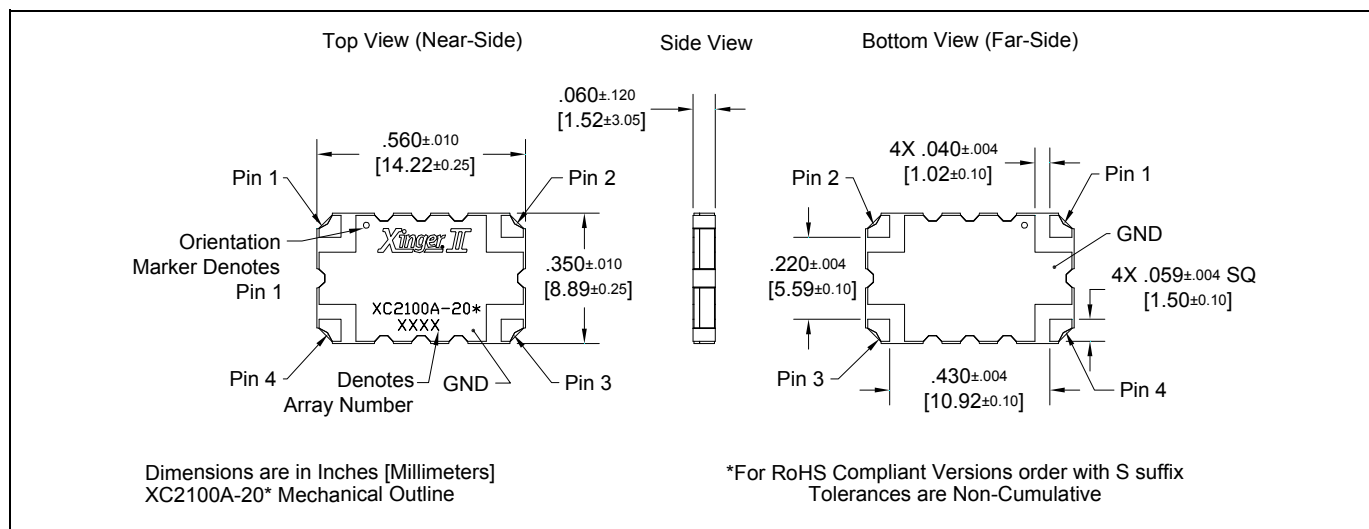 Top View (Near-Side)
Side View
Bottom View (Far-Side)
.060±.120
[1.52±3.05]
.560±.010
[14.22±0.25]
4X .040±.004
[1.02±0.10]
Pin 1
Pin 2
Pin 2
Pin 1
Orientation
Marker Denotes
Pin 1
Xinger II
GND
.350±.010
[8.89±0.25]
.220±.004
[5.59±0.10]
4X .059±.004 SQ
[1.50±0.10]
XC2100A-20*
XXXX
Pin 4
Denotes
Array Number
GND
Pin 3
Pin 3
.430±.004
[10.92±0.10]
Pin 4
Dimensions are in Inches [Millimeters]
XC2100A-20* Mechanical Outline
*For RoHS Compliant Versions order with S suffix
Tolerances are Non-Cumulative